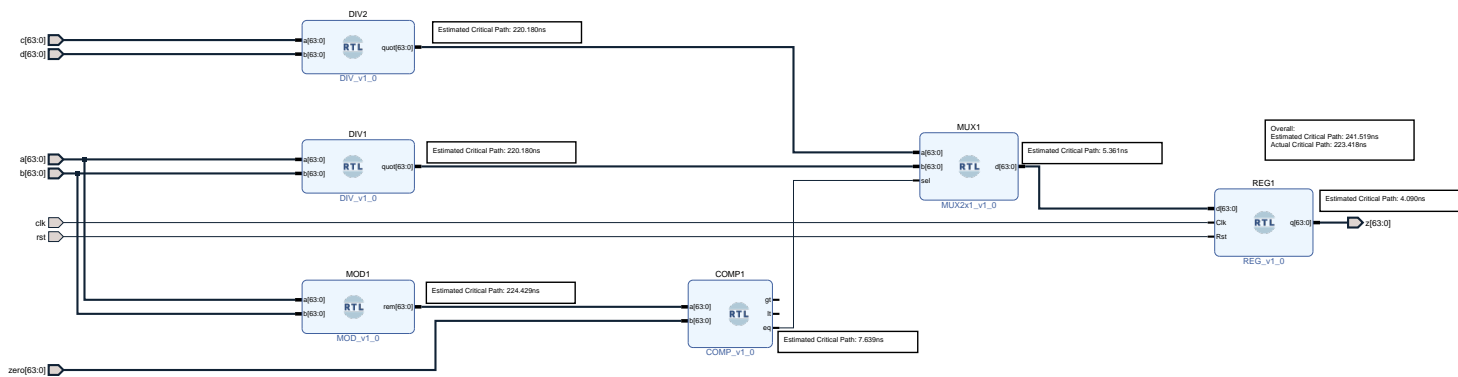 DIV2
c[63:0]
d[63:0]
a[63:0]
b[63:0]
RTL
quot[63:0]
DIV_v1_0
Estimated Critical Path: 220.180ns
DIV1
a[63:0]
b[63:0]
a[63:0]
b[63:0]
RTL
quot[63:0]
DIV_v1_0
Estimated Critical Path: 220.180ns
MUX1
a[63:0]
b[63:0]
sel
RTL
d[63:0]
MUX2x1_v1_0
Estimated Critical Path: 5.361ns
Overall:
Estimated Critical Path: 241.519ns
Actual Critical Path: 223.418ns
clk
rst
REG1
d[63:0]
Clk
Rst
RTL
q[63:0]
REG_v1_0
Estimated Critical Path: 4.090ns
z[63:0]
MOD1
a[63:0]
b[63:0]
RTL
rem[63:0]
MOD_v1_0
Estimated Critical Path: 224.429ns
COMP1
a[63:0]
b[63:0]
RTL
gt
lt
eq
COMP_v1_0
Estimated Critical Path: 7.639ns
zero[63:0]